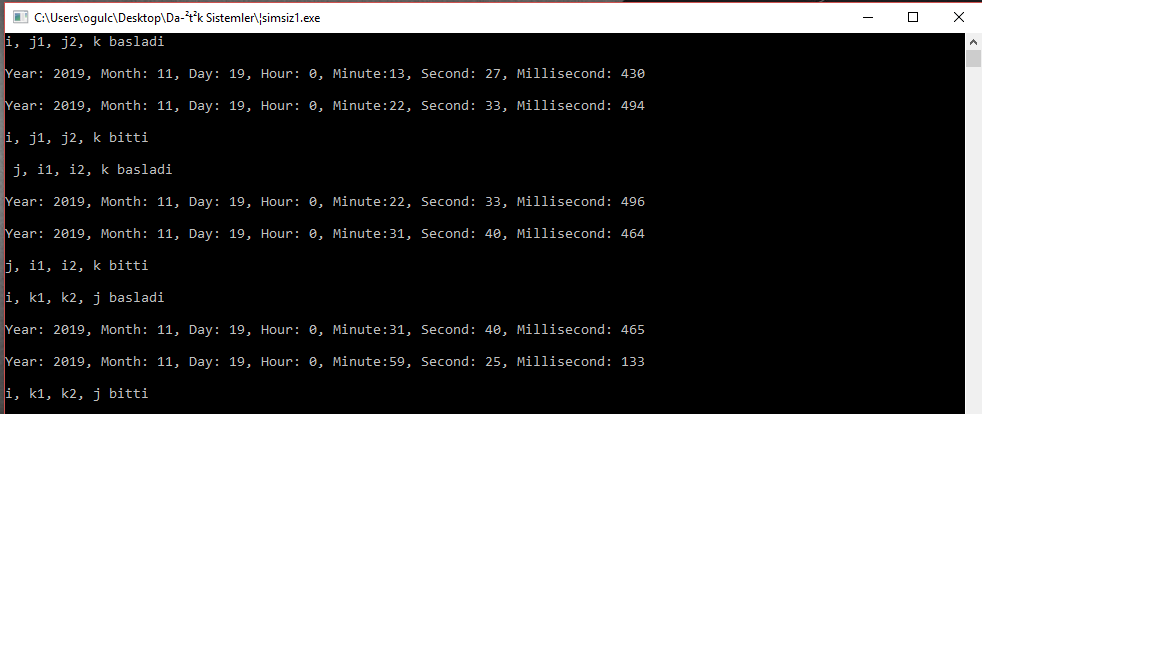 C:\Users\ogulc\Desktop\Da-²t²k Sistemler\¦simsiz1.exe
i, j1, j2, k basladi
Year: 2019, Month: 11, Day: 19, Hour: 0, Minute:13, Second: 27, Millisecond: 430
Year: 2019, Month: 11, Day: 19, Hour: 0, Minute:22, Second: 33, Millisecond: 494
i, j1, j2, k bitti
j, i1, i2, k basladi
Year: 2019, Month: 11, Day: 19, Hour: 0, Minute:22, Second: 33, Millisecond: 496
Year: 2019, Month: 11, Day: 19, Hour: 0, Minute:31, Second: 40, Millisecond: 464
j, i1, i2, k bitti
i, k1, k2, j basladi
Year: 2019, Month: 11, Day: 19, Hour: 0, Minute:31, Second: 40, Millisecond: 465
Year: 2019, Month: 11, Day: 19, Hour: 0, Minute:59, Second: 25, Millisecond: 133
i, k1, k2, j bitti